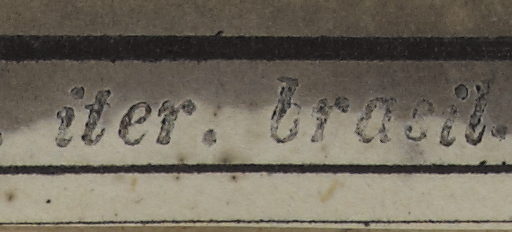 . iter. brasil.